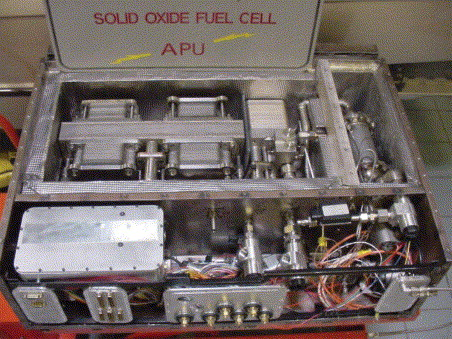 SOLID OXIDE FUEL CELL
APU